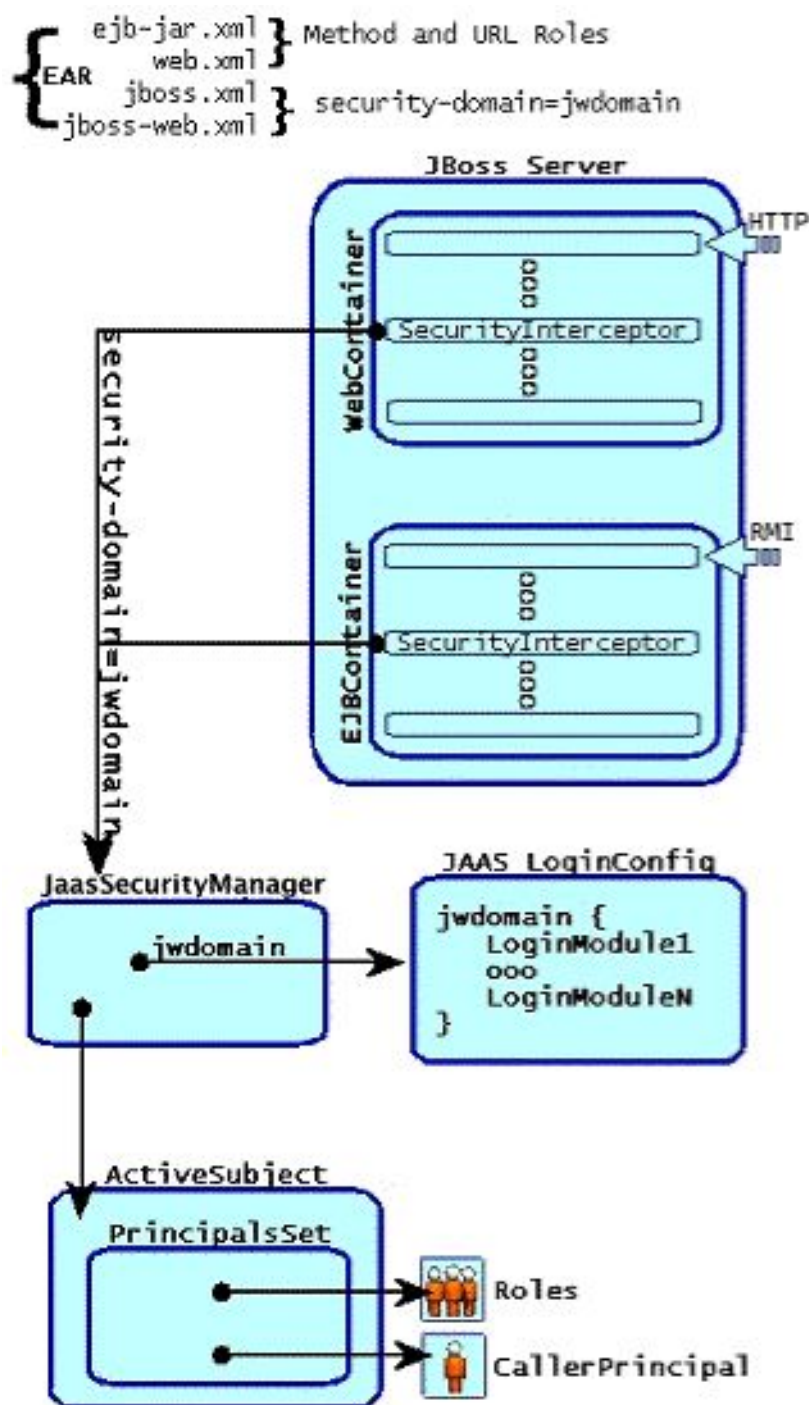 ejb-jar.xml } Method and URL Roles
web.xml
EAR
jboss.xml } security-domain=jwdomain
jboss-web.xml
JBoss Server
HTTP
WebContainer
SecurityInterceptor
security-domain=jwdomain
RMI
EJBContainer
SecurityInterceptor
JaasSecurityManager
jwdomain
JAAS LoginConfig
jwdomain {
LoginModule1
ooo
LoginModuleN
}
ActiveSubject
PrincipalsSet
Roles
CallerPrincipal